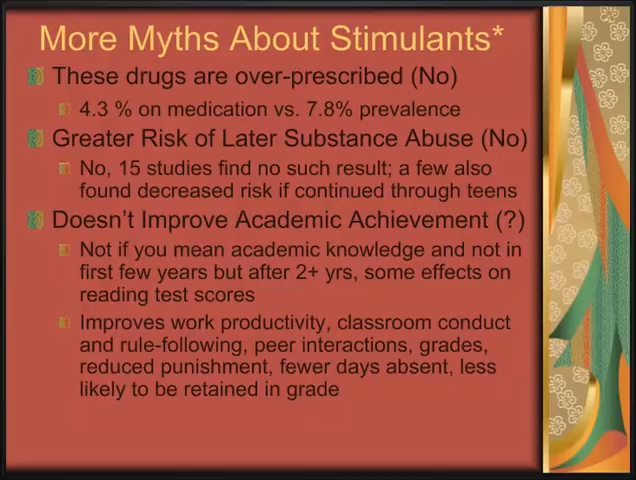 More Myths About Stimulants*
These drugs are over-prescribed (No)
4.3 % on medication vs. 7.8% prevalence
Greater Risk of Later Substance Abuse (No)
No, 15 studies find no such result; a few also
found decreased risk if continued through teens
Doesn't Improve Academic Achievement (?)
Not if you mean academic knowledge and not in
first few years but after 2+ yrs, some effects on
reading test scores
Improves work productivity, classroom conduct
and rule-following, peer interactions, grades,
reduced punishment, fewer days absent, less
likely to be retained in grade